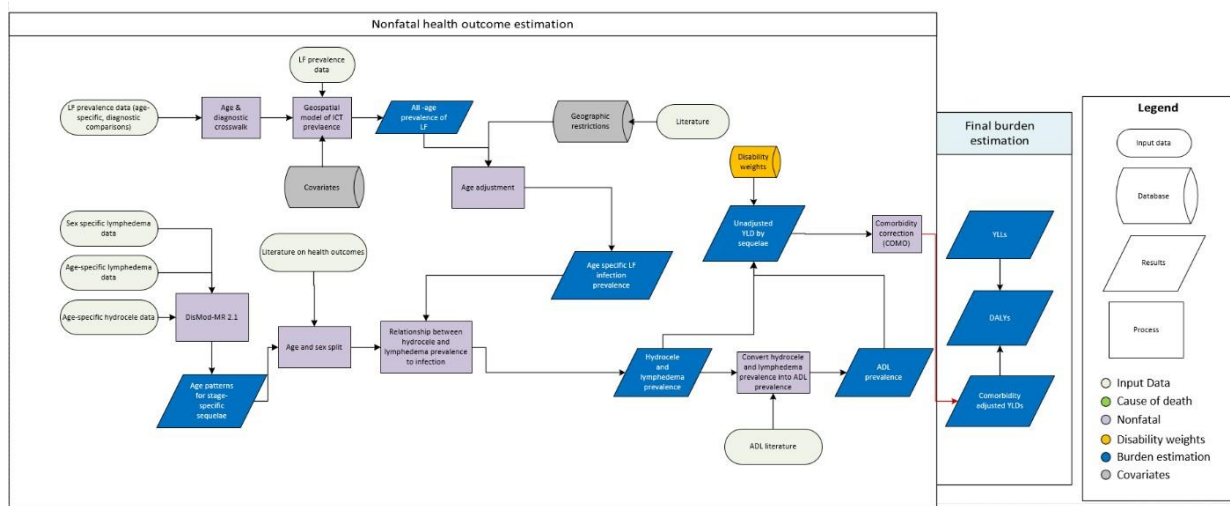 Nonfatal health outcome estimation
LF prevalence
data
LF prevalence data (age-
specific, diagnostic
comparisons)
Age &
diagnostic
crosswalk
Geospatial
model of ICT
prevlaence
All -age
prevalence of
LF
Geographic
restrictions
Literature
Covariates
Age adjustment
Disability
weights
Sex specific lymphedema
data
Age-specific lymphedema
data
Age-specific hydrocele data
DisMod-MR 2.1
Age patterns
for stage-
specific
sequelae
Literature on health outcomes
Age and sex split
Relationship between
hydrocele and
lymphedema prevalence
to infection
Age specific LF
infection
prevalence
Unadjusted
YLD by
sequelae
Comorbidity
correction
(COMO)
Hydrocele
and
lymphedema
prevalence
Convert hydrocele
and lymphedema
prevalence into ADL
prevalence
ADL
prevalence
ADL literature
Final burden
estimation
YLLs
DALYs
Comorbidity
adjusted YLDs
Legend
Input data
Database
Results
Process
Input Data
Cause of death
Nonfatal
Disability weights
Burden estimation
Covariates